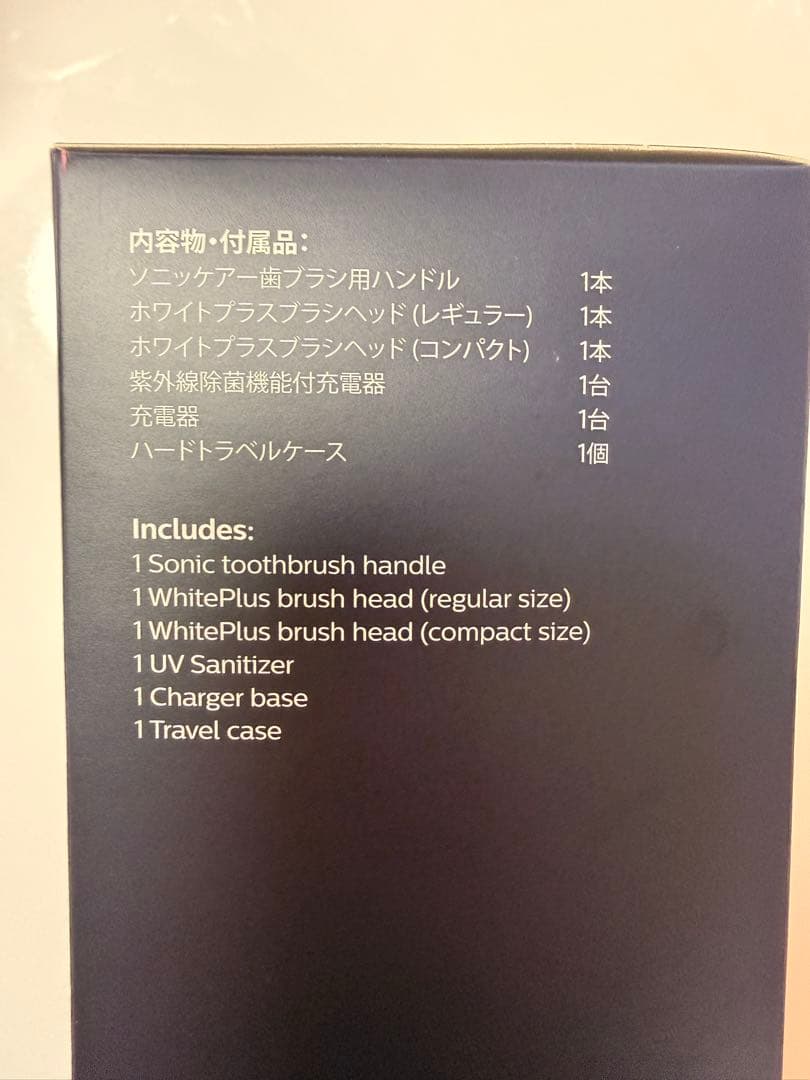 内容物・付属品：
ソニッケアー歯ブラシ用ハンドル 1本
ホワイトプラスブラシヘッド (レギュラー) 1本
ホワイトプラスブラシヘッド (コンパクト) 1本
紫外線除菌機能付充電器 1台
充電器 1台
ハードトラベルケース 1個
Includes:
1 Sonic toothbrush handle
1 WhitePlus brush head (regular size)
1 WhitePlus brush head (compact size)
1 UV Sanitizer
1 Charger base
1 Travel case